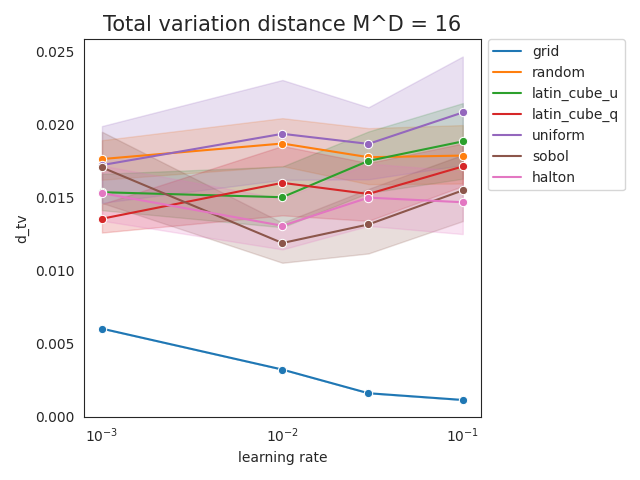 Total variation distance M^D = 16
d_tv
0.025
0.020
0.015
0.010
0.005
0.000
10⁻³ 10⁻² 10⁻¹
learning rate
grid
random
latin_cube_u
latin_cube_q
uniform
sobol
halton